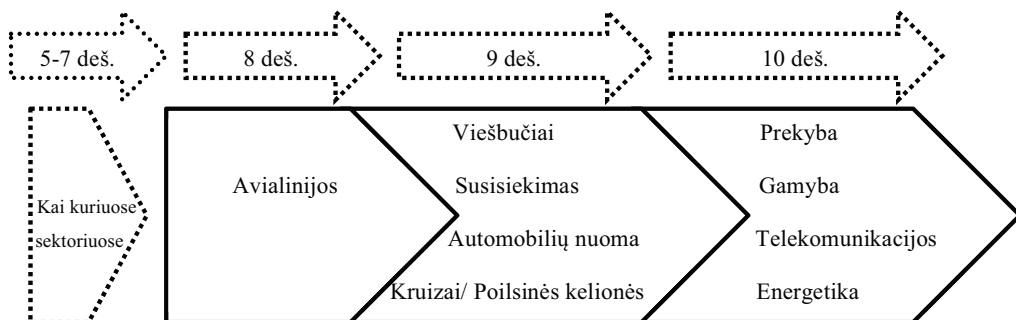 5-7 deš.
8 deš.
9 deš.
10 deš.
Kai kuriuose
sektoriuose
Avialinijos
Viešbučiai
Susisiekimas
Automobilių nuoma
Kruizai/ Poilsinės kelionės
Prekyba
Gamyba
Telekomunikacijos
Energetika